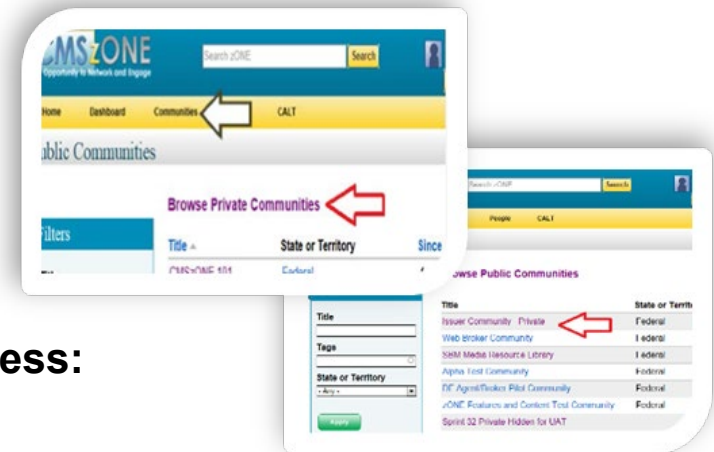 CMSzONE
Opportunity to Network and Engage
Search zONE
Search
Home Dashboard Communities CALT
ublic Communities
Browse Private Communities
ilters
Title State or Territory Since
CMSzONE 101 Federal
Search zONE
Search
People CALT
owse Public Communities
Title
Tags
State or Territory
- Any -
Apply
Title State or Territ
Issuer Community Private Federal
Web Broker Community Federal
SBM Media Resource Library Federal
Alpha Test Community Federal
DE Agent/Broker Pilot Community Federal
zONE Features and Content Test Community Federal
Sprint 32 Private Hidden for UAT
ess: